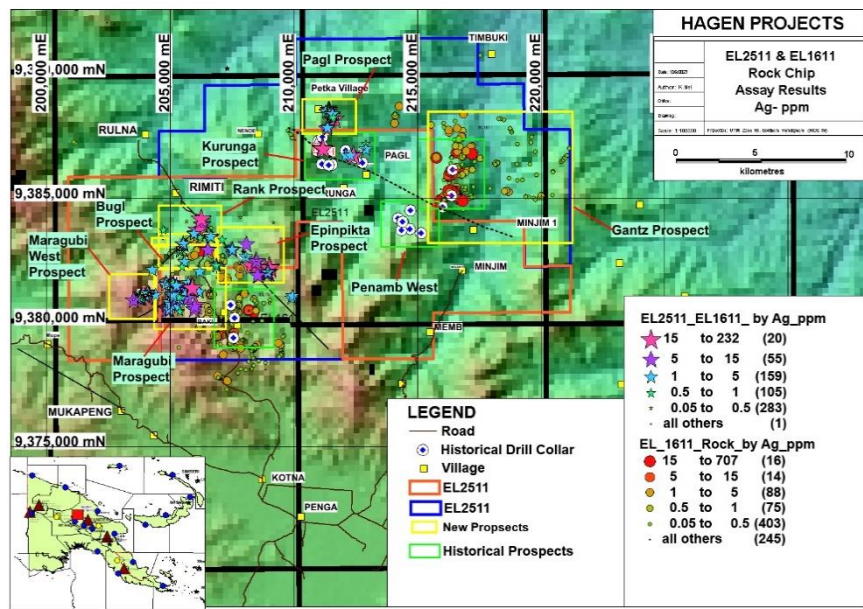 HAGEN PROJECTS
EL2511 & EL1611
Rock Chip
Assay Results
Ag- ppm
0 5 10
kilometres
200,000 mE
205,000 mE
210,000 mE
215,000 mE
220,000 mE
TIMBUKI
Pagl Prospect
Petka Village
RULNA
Kurunga
Prospect
PAGL
9,385,000 mN
RIMITI
Rank Prospect
Bugl
Prospect
EL2511
Epinpikta
Prospect
MINJIM 1
Gantz Prospect
Maragubi
West
Prospect
Penamb West
MINJIM
9,380,000 mN
Maragubi
Prospect
MEMB
MUKAPENG
9,375,000 mN
KOTNA
PENGA
LEGEND
Road
Historical Drill Collar
Village
EL2511
EL2511
New Propsects
Historical Prospects
EL2511_EL1611_ by Ag_ppm
15 to 232 (20)
5 to 15 (55)
1 to 5 (159)
0.5 to 1 (105)
0.05 to 0.5 (283)
all others (1)
EL_1611_Rock_by Ag_ppm
15 to 707 (16)
5 to 15 (14)
1 to 5 (88)
0.5 to 1 (75)
0.05 to 0.5 (403)
all others (245)